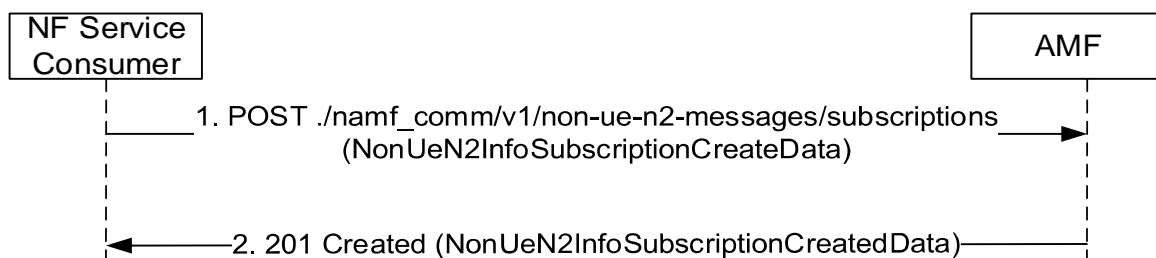 NF Service
Consumer
AMF
1. POST ./namf_comm/v1/non-ue-n2-messages/subscriptions
(NonUeN2InfoSubscriptionCreateData)
2. 201 Created (NonUeN2InfoSubscriptionCreatedData)